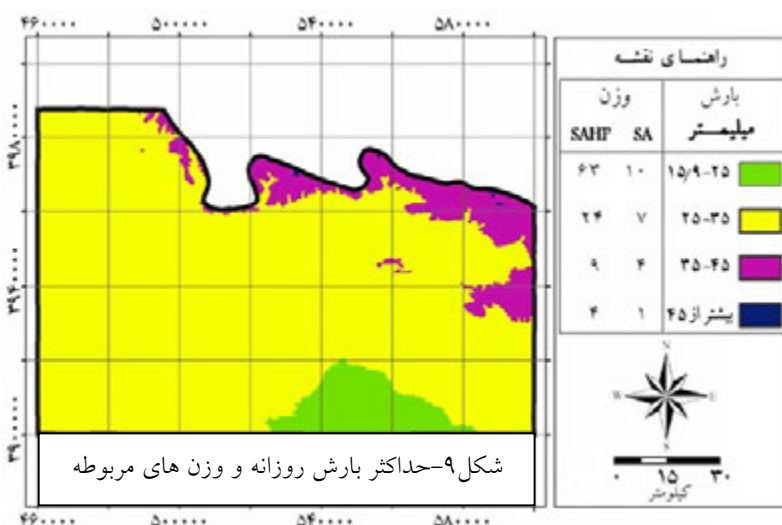 ۴۶۰۰۰۰ ۵۰۰۰۰۰ ۵۴۰۰۰۰ ۵۸۰۰۰۰
۳۹۸۰۰۰۰
۳۹۴۰۰۰۰
۳۹۰۰۰۰۰
راهنمای نقشه
بارش وزن
میلیمتر SA SAHP
۱۵/۹-۲۵ ۱۰ ۶۳
۲۵-۳۵ ۷ ۲۴
۳۵-۴۵ ۴ ۹
بیشتر از ۴۵ ۱ ۴
N
W E
S
۰ ۱۵ ۳۰
کیلومتر
شکل۹-حداکثر بارش روزانه و وزن های مربوطه
۴۶۰۰۰۰ ۵۰۰۰۰۰ ۵۴۰۰۰۰ ۵۸۰۰۰۰